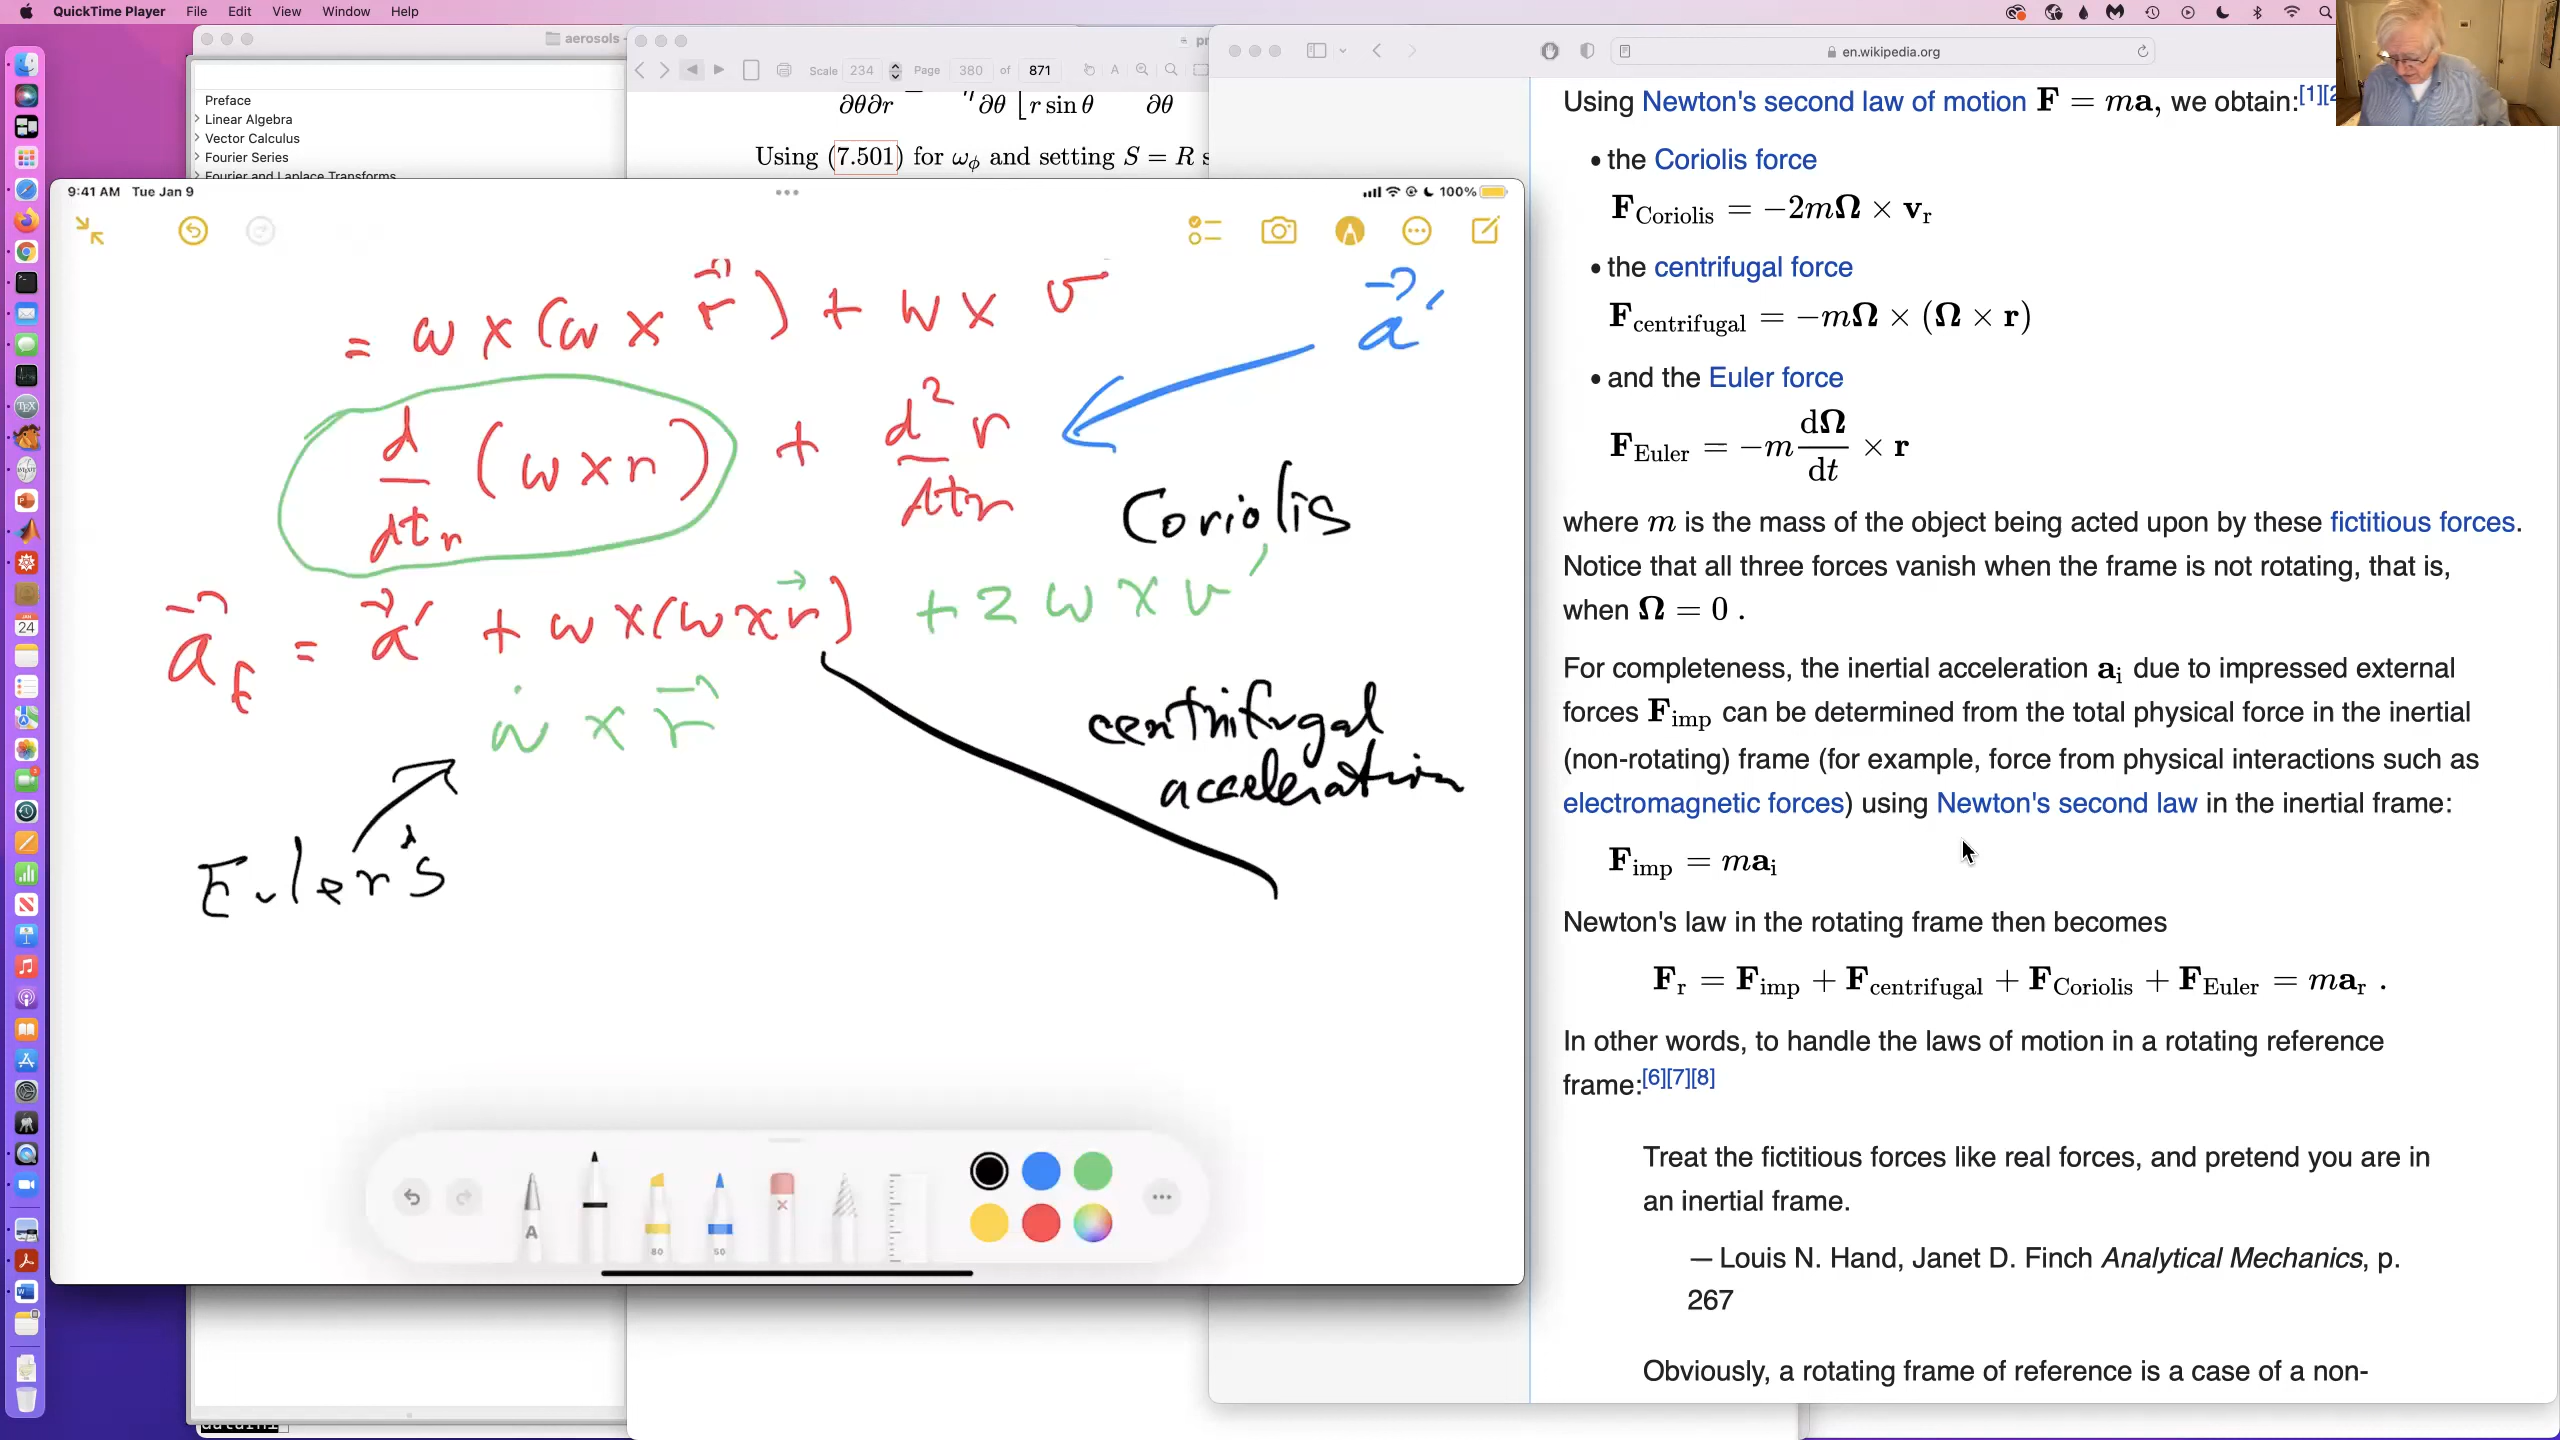 QuickTime Player File Edit View Window Help
aerosols
Preface
Linear Algebra
Vector Calculus
Fourier Series
Fourier and Laplace Transforms
Scale 234 Page 380 of 871
∂θ∂r ∂θ [r sin θ ∂θ
Using (7.501) for ω_ϕ and setting S = R s
9:41 AM Tue Jan 9
100%
= ω × (ω × r⃗) + ω × v
a⃗′
d/dt_r (ω × r) + d²r/dt_r
Coriolis
a⃗_f = a⃗′ + ω × (ω × r⃗) + 2 ω × v′
ω̇ × r⃗
centrifugal
acceleration
Euler's
A 80 50
en.wikipedia.org
Using Newton's second law of motion F = ma, we obtain:[1][2
• the Coriolis force
F_Coriolis = −2mΩ × v_r
• the centrifugal force
F_centrifugal = −mΩ × (Ω × r)
• and the Euler force
F_Euler = −m dΩ/dt × r
where m is the mass of the object being acted upon by these fictitious forces.
Notice that all three forces vanish when the frame is not rotating, that is,
when Ω = 0 .
For completeness, the inertial acceleration a_i due to impressed external
forces F_imp can be determined from the total physical force in the inertial
(non-rotating) frame (for example, force from physical interactions such as
electromagnetic forces) using Newton's second law in the inertial frame:
F_imp = ma_i
Newton's law in the rotating frame then becomes
F_r = F_imp + F_centrifugal + F_Coriolis + F_Euler = ma_r .
In other words, to handle the laws of motion in a rotating reference
frame:[6][7][8]
Treat the fictitious forces like real forces, and pretend you are in
an inertial frame.
— Louis N. Hand, Janet D. Finch Analytical Mechanics, p.
267
Obviously, a rotating frame of reference is a case of a non-